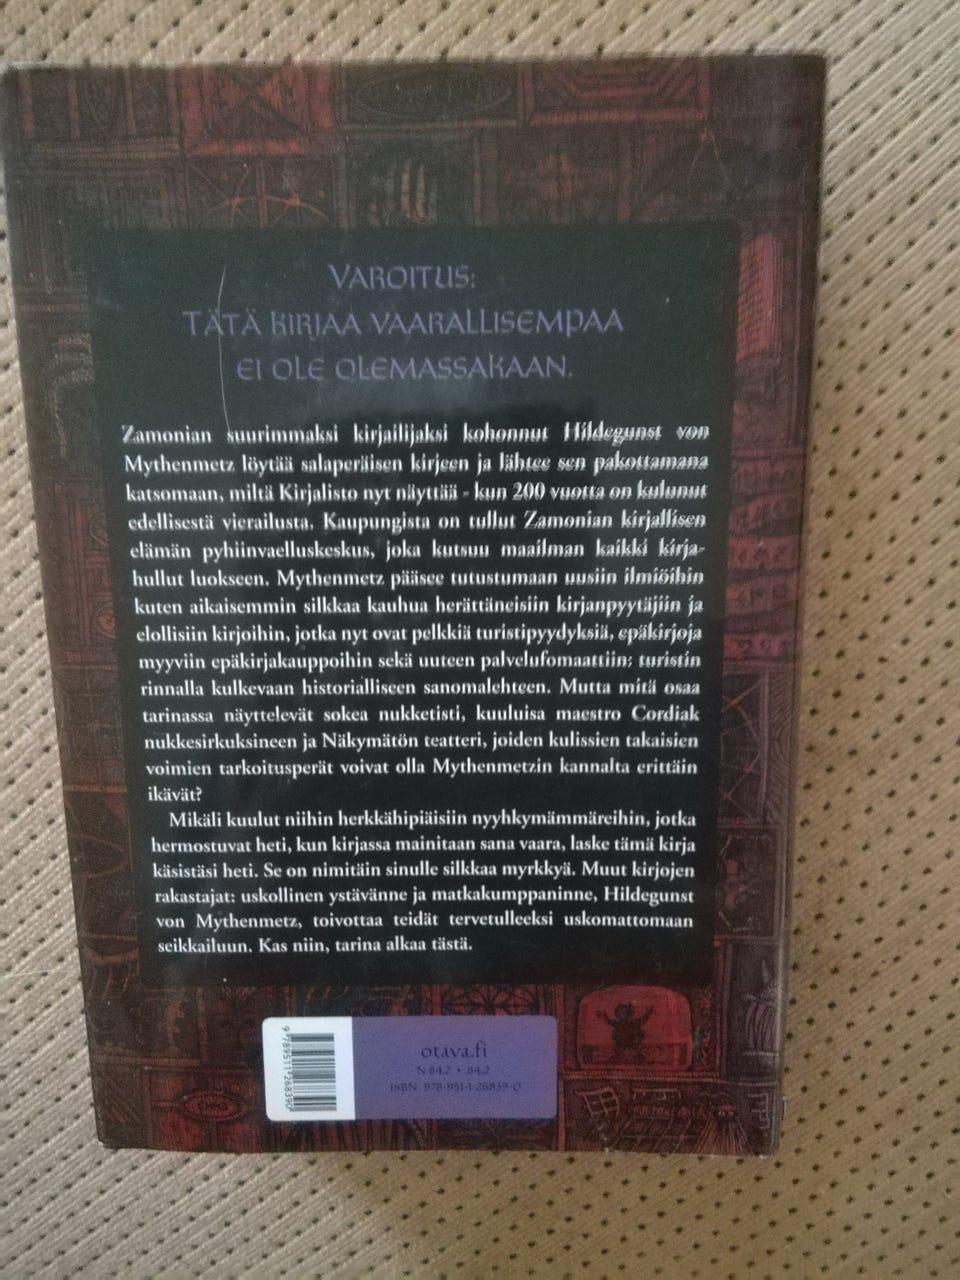 VAROITUS:
TÄTÄ KIRJAA VAARALLISEMPAA
EI OLE OLEMASSAKAAN.
Zamonian suurimmaksi kirjailijaksi kohonnut Hildegunst von
Mythenmetz löytää salaperäisen kirjeen ja lähtee sen pakottamana
katsomaan, miltä Kirjalisto nyt näyttää - kun 200 vuotta on kulunut
edellisestä vierailusta. Kaupungista on tullut Zamonian kirjallisen
elämän pyhiinvaelluskeskus, joka kutsuu maailman kaikki kirja-
hullut luokseen. Mythenmetz pääsee tutustumaan uusiin ilmiöihin
kuten aikaisemmin silkkaa kauhua herättäneisiin kirjanpyytäjiin ja
elollisiin kirjoihin, jotka nyt ovat pelkkiä turistipyydyksiä, epäkirjoja
myyviin epäkirjakauppoihin sekä uuteen palvelufomaattiin: turistin
rinnalla kulkevaan historialliseen sanomalehteen. Mutta mitä osaa
tarinassa näyttelevät sokea nukketisti, kuuluisa maestro Cordiak
nukkesirkuksineen ja Näkymätön teatteri, joiden kulissien takaisien
voimien tarkoitusperät voivat olla Mythenmetzin kannalta erittäin
ikävät?
Mikäli kuulut niihin herkkähipiäisiin nyyhkymämmäreihin, jotka
hermostuvat heti, kun kirjassa mainitaan sana vaara, laske tämä kirja
käsistäsi heti. Se on nimitäin sinulle silkkaa myrkkyä. Muut kirjojen
rakastajat: uskollinen ystävänne ja matkakumppaninne, Hildegunst
von Mythenmetz, toivottaa teidät tervetulleeksi uskomattomaan
seikkailuun. Kas niin, tarina alkaa tästä.
9 789511 268390
otava.fi
N 84.2 • 84.2
ISBN 978-951-1-26839-0